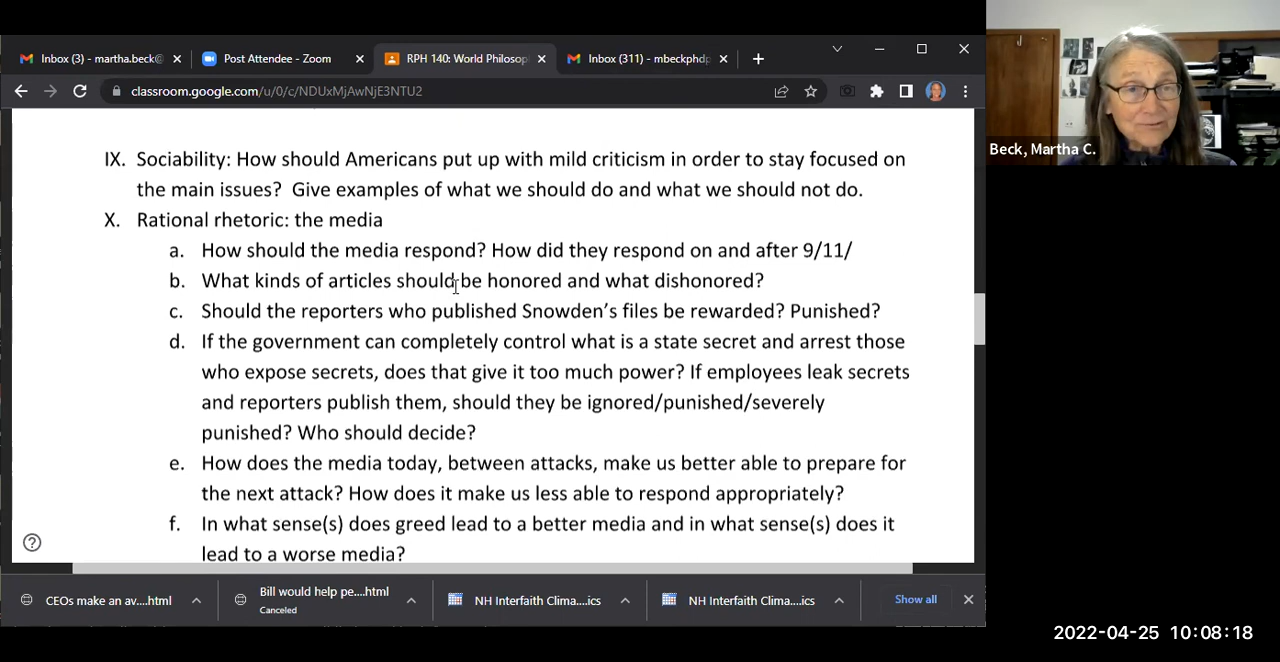 Inbox (3) - martha.beck@
Post Attendee - Zoom
RPH 140: World Philosop
Inbox (311) - mbeckphdp
classroom.google.com/u/0/c/NDUxMjAwNjE3NTU2
Beck, Martha C.
IX. Sociability: How should Americans put up with mild criticism in order to stay focused on
the main issues? Give examples of what we should do and what we should not do.
X. Rational rhetoric: the media
a. How should the media respond? How did they respond on and after 9/11/
b. What kinds of articles should be honored and what dishonored?
c. Should the reporters who published Snowden's files be rewarded? Punished?
d. If the government can completely control what is a state secret and arrest those
who expose secrets, does that give it too much power? If employees leak secrets
and reporters publish them, should they be ignored/punished/severely
punished? Who should decide?
e. How does the media today, between attacks, make us better able to prepare for
the next attack? How does it make us less able to respond appropriately?
f. In what sense(s) does greed lead to a better media and in what sense(s) does it
lead to a worse media?
CEOs make an av....html
Bill would help pe....html
Canceled
NH Interfaith Clima....ics
NH Interfaith Clima....ics
Show all
2022-04-25 10:08:18